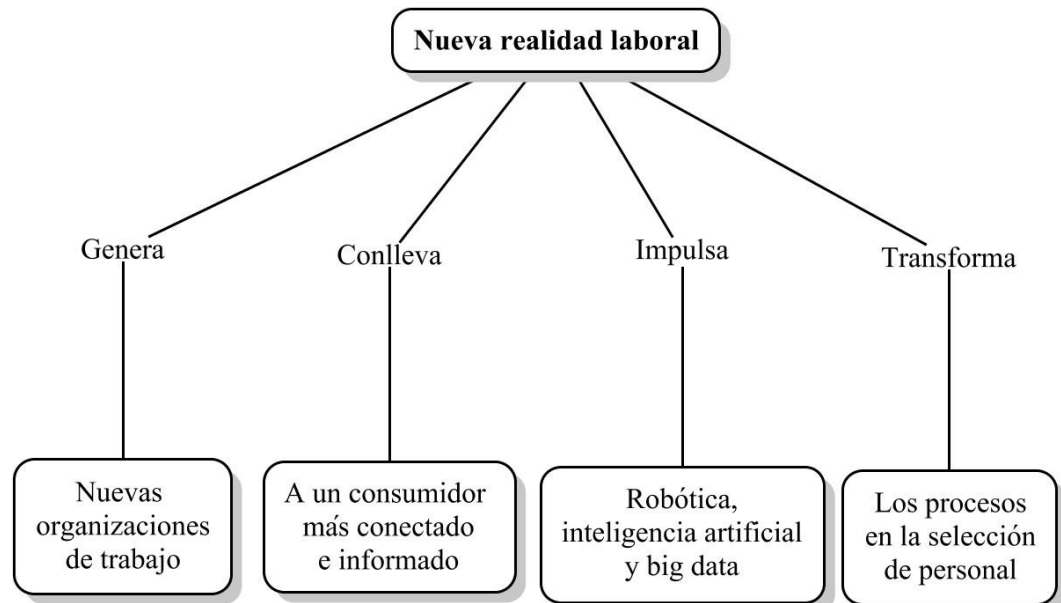 Nueva realidad laboral
Genera
Conlleva
Impulsa
Transforma
Nuevas
organizaciones
de trabajo
A un consumidor
más conectado
e informado
Robótica,
inteligencia artificial
y big data
Los procesos
en la selección
de personal